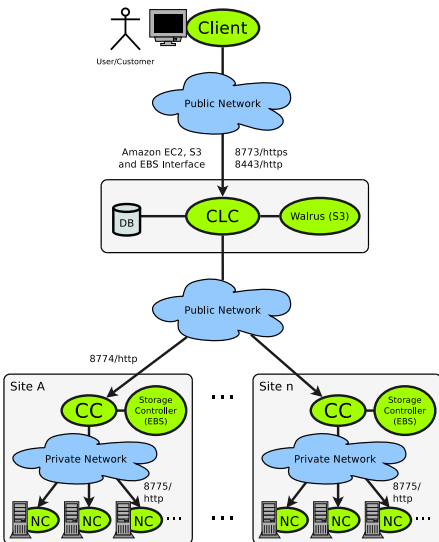 Client
User/Customer
Public Network
Amazon EC2, S3
and EBS Interface
8773/https
8443/http
DB
CLC
Walrus (S3)
Public Network
8774/http
Site A
CC
Storage
Controller
(EBS)
Private Network
8775/
http
NC
NC
NC
...
...
...
Site n
CC
Storage
Controller
(EBS)
Private Network
8775/
http
NC
NC
NC
...